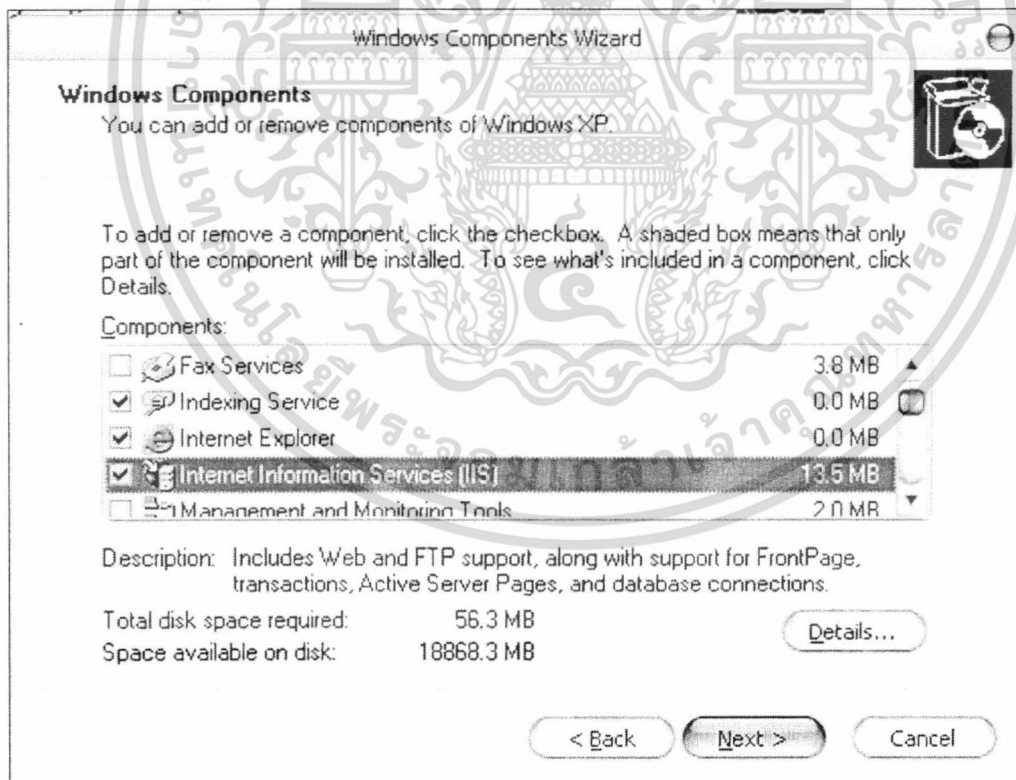 Windows Components Wizard
Windows Components
You can add or remove components of Windows XP.
To add or remove a component, click the checkbox. A shaded box means that only
part of the component will be installed. To see what's included in a component, click
Details.
Components:
Fax Services 3.8 MB
Indexing Service 0.0 MB
Internet Explorer 0.0 MB
Internet Information Services (IIS) 13.5 MB
Management and Monitoring Tools 2.0 MB
Description: Includes Web and FTP support, along with support for FrontPage,
transactions, Active Server Pages, and database connections.
Total disk space required: 56.3 MB
Details...
Space available on disk: 18868.3 MB
< Back Next > Cancel